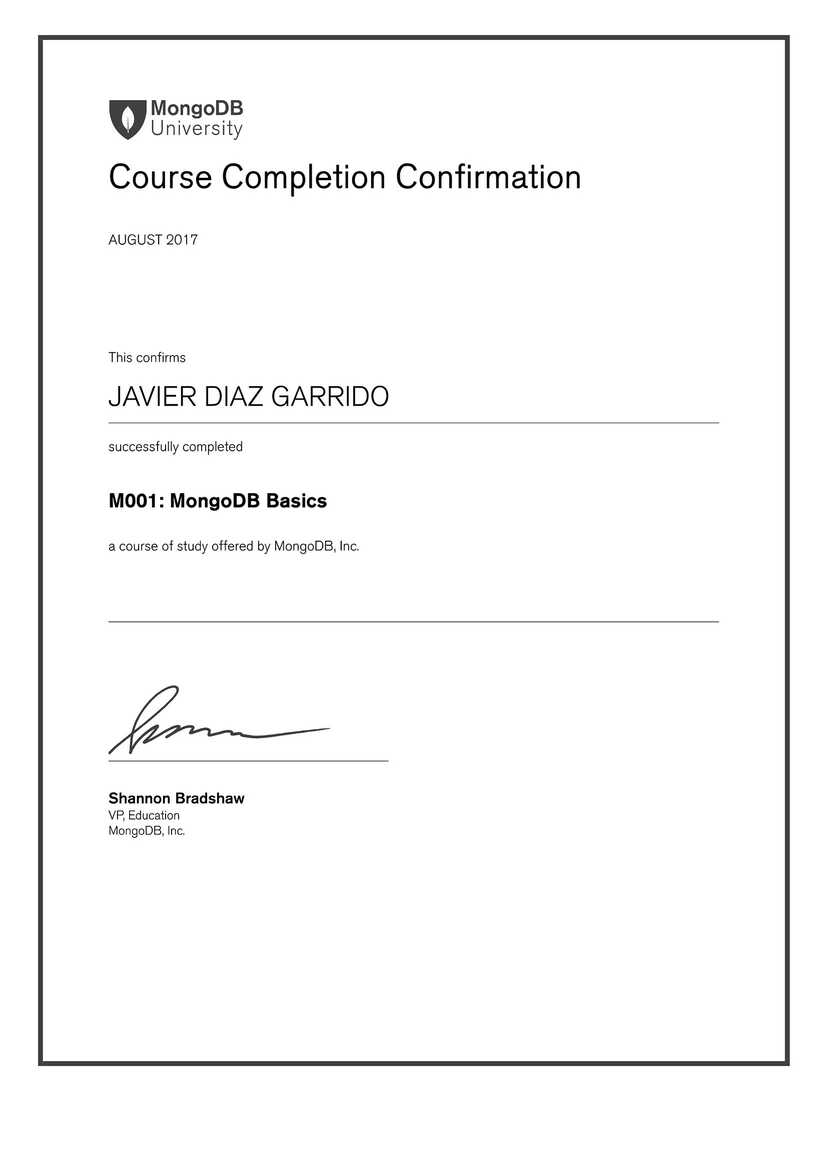 MongoDB
University
Course Completion Confirmation
AUGUST 2017
This confirms
JAVIER DIAZ GARRIDO
successfully completed
M001: MongoDB Basics
a course of study offered by MongoDB, Inc.
Shannon Bradshaw
VP, Education
MongoDB, Inc.